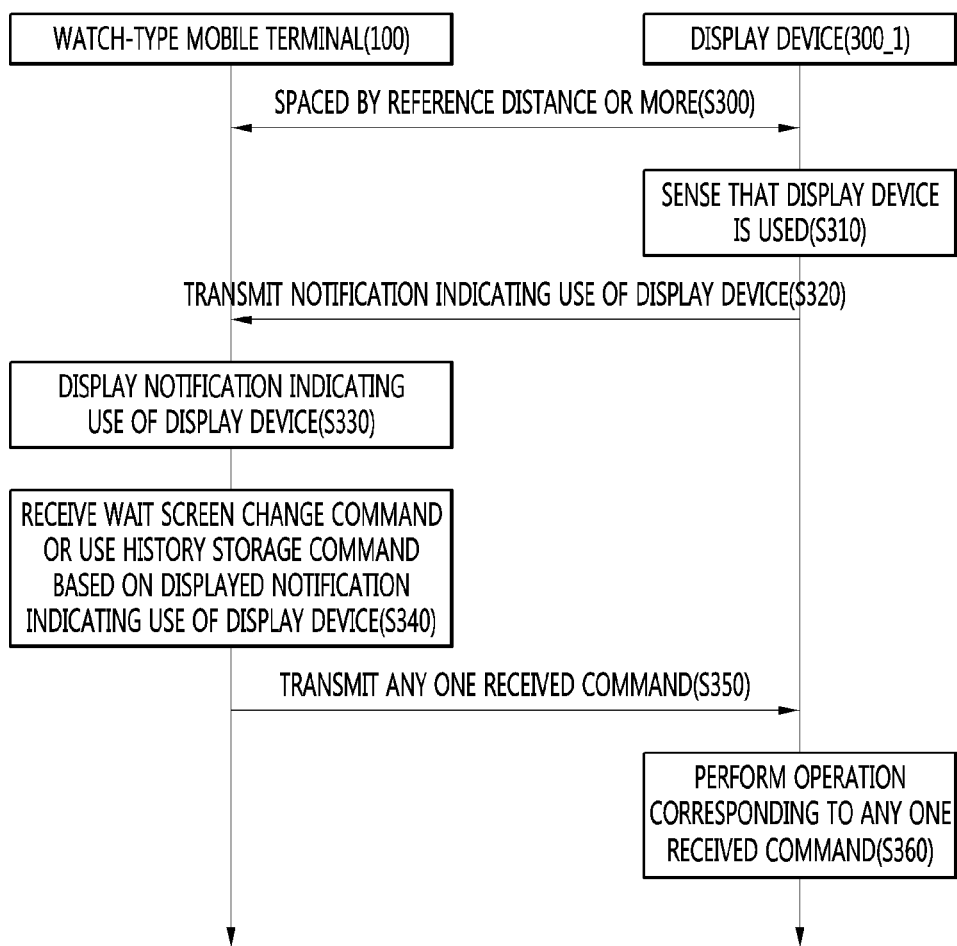 WATCH-TYPE MOBILE TERMINAL(100)
DISPLAY DEVICE(300_1)
SPACED BY REFERENCE DISTANCE OR MORE(S300)
SENSE THAT DISPLAY DEVICE
IS USED(S310)
TRANSMIT NOTIFICATION INDICATING USE OF DISPLAY DEVICE(S320)
DISPLAY NOTIFICATION INDICATING
USE OF DISPLAY DEVICE(S330)
RECEIVE WAIT SCREEN CHANGE COMMAND
OR USE HISTORY STORAGE COMMAND
BASED ON DISPLAYED NOTIFICATION
INDICATING USE OF DISPLAY DEVICE(S340)
TRANSMIT ANY ONE RECEIVED COMMAND(S350)
PERFORM OPERATION
CORRESPONDING TO ANY ONE
RECEIVED COMMAND(S360)